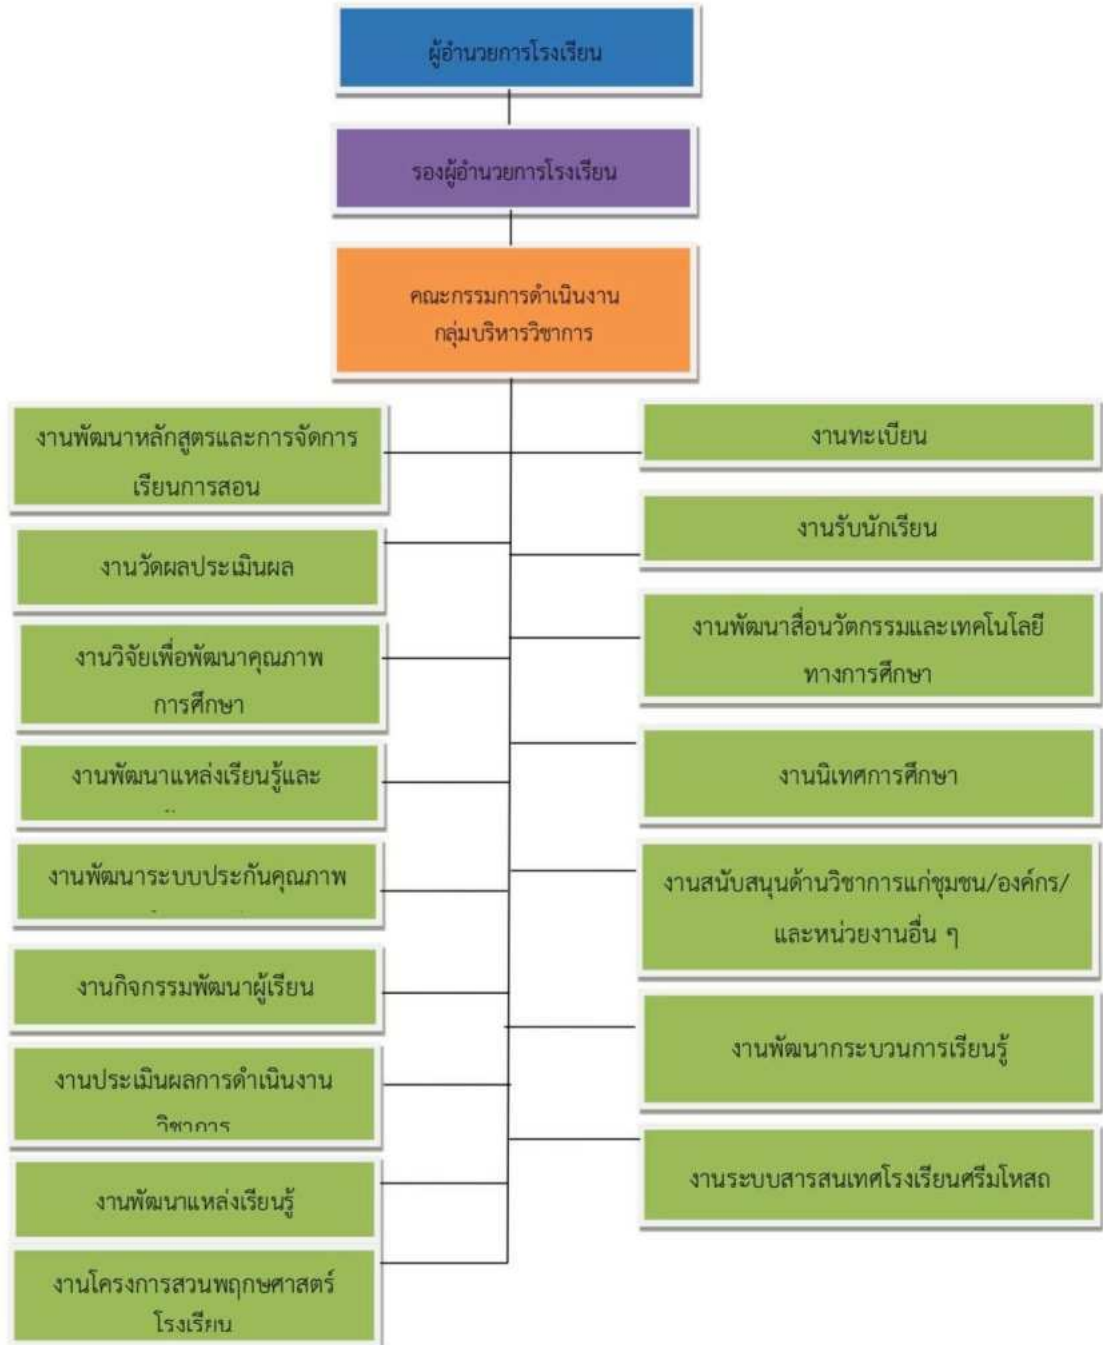 ผู้อำนวยการโรงเรียน
รองผู้อำนวยการโรงเรียน
คณะกรรมการดำเนินงาน
กลุ่มบริหารวิชาการ
งานพัฒนาหลักสูตรและการจัดการ
เรียนการสอน
งานวัดผลประเมินผล
งานวิจัยเพื่อพัฒนาคุณภาพ
การศึกษา
งานพัฒนาแหล่งเรียนรู้และ
งานพัฒนาระบบประกันคุณภาพ
งานกิจกรรมพัฒนาผู้เรียน
งานประเมินผลการดำเนินงาน
วิชาการ
งานพัฒนาแหล่งเรียนรู้
งานโครงการสวนพฤกษศาสตร์
โรงเรียน
งานทะเบียน
งานรับนักเรียน
งานพัฒนาสื่อนวัตกรรมและเทคโนโลยี
ทางการศึกษา
งานนิเทศการศึกษา
งานสนับสนุนด้านวิชาการแก่ชุมชน/องค์กร/
และหน่วยงานอื่น ๆ
งานพัฒนากระบวนการเรียนรู้
งานระบบสารสนเทศโรงเรียนศรีมโหสถ